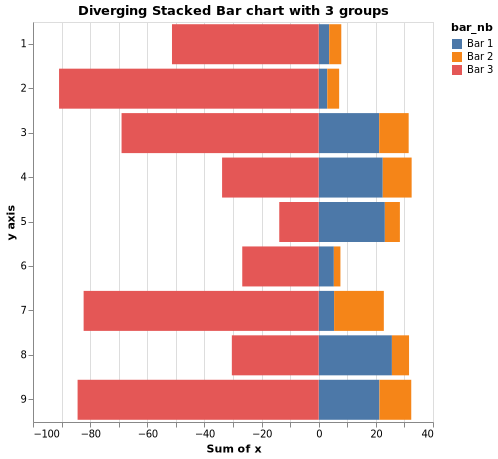 Diverging Stacked Bar chart with 3 groups
bar_nb
Bar 1
Bar 2
Bar 3
y axis
1
2
3
4
5
6
7
8
9
−100 −80 −60 −40 −20 0 20 40
Sum of x